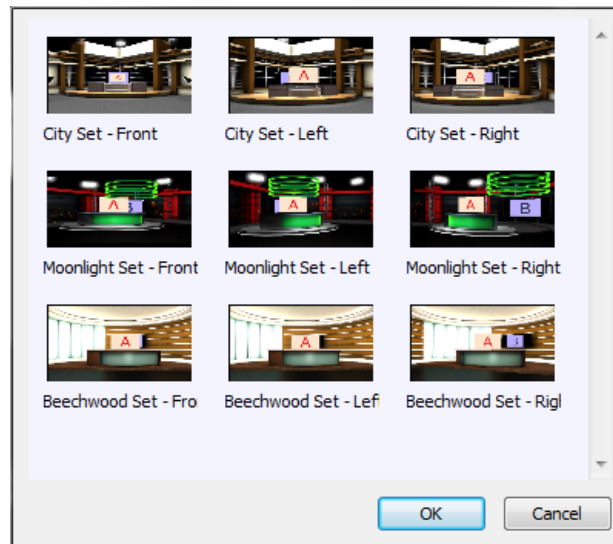 A
A
A
City Set - Front
City Set - Left
City Set - Right
A B
A
A B
Moonlight Set - Front
Moonlight Set - Left
Moonlight Set - Right
A
A
A B
Beechwood Set - Fro
Beechwood Set - Left
Beechwood Set - Rigl
OK
Cancel